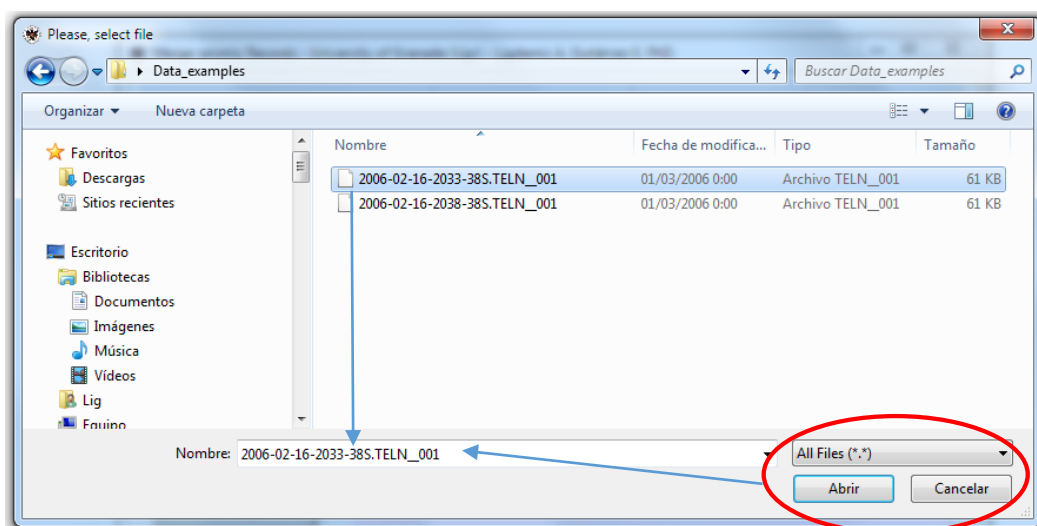 Please, select file
Data_examples
Buscar Data_examples
Organizar
Nueva carpeta
Favoritos
Descargas
Sitios recientes
Escritorio
Bibliotecas
Documentos
Imágenes
Música
Vídeos
Lig
Equipo
Nombre Fecha de modifica... Tipo Tamaño
2006-02-16-2033-38S.TELN__001 01/03/2006 0:00 Archivo TELN__001 61 KB
2006-02-16-2038-38S.TELN__001 01/03/2006 0:00 Archivo TELN__001 61 KB
Nombre: 2006-02-16-2033-38S.TELN__001
All Files (*.*)
Abrir
Cancelar